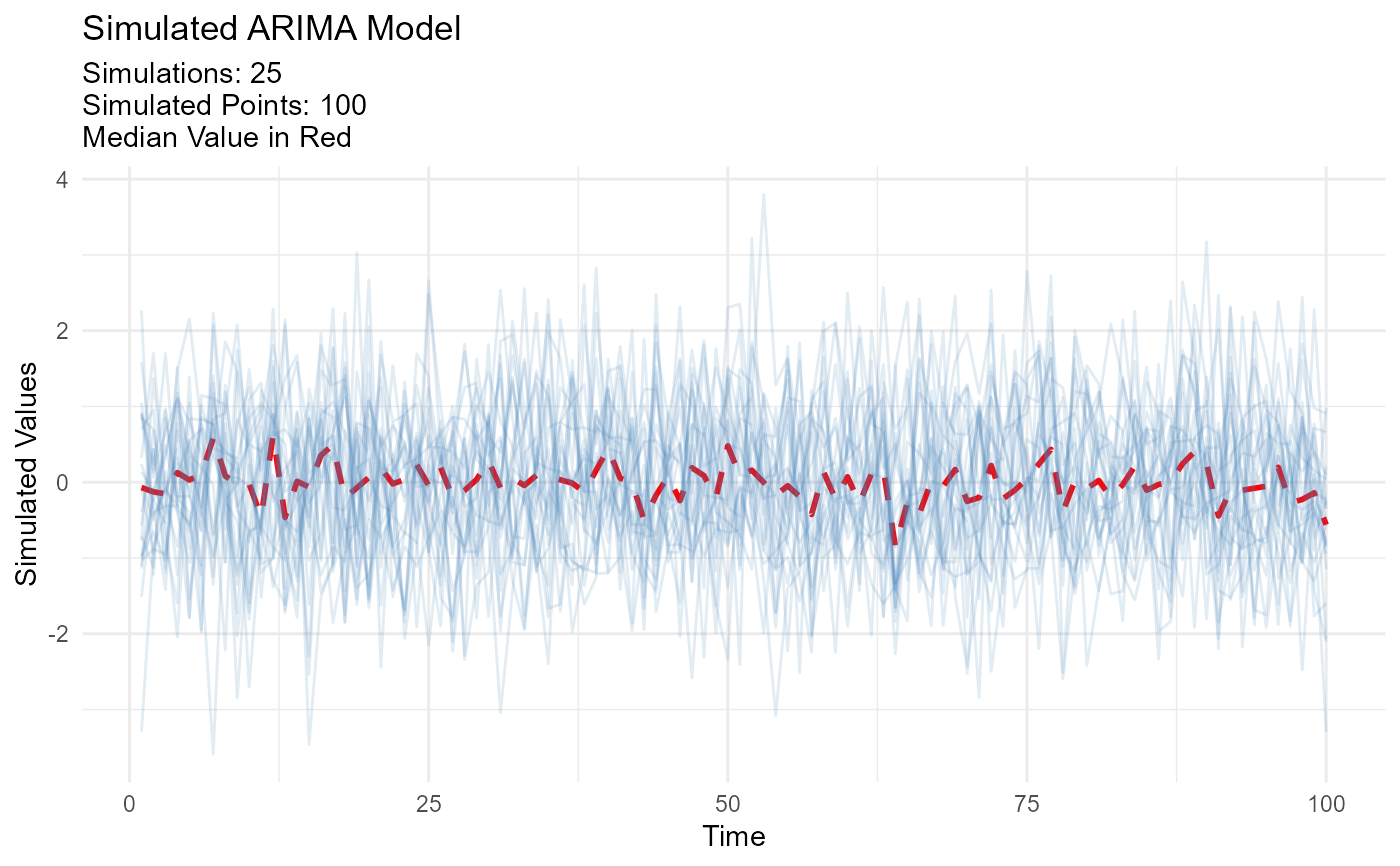 Simulated ARIMA Model
Simulations: 25
Simulated Points: 100
Median Value in Red
4
2
0
-2
Simulated Values
0
25
50
75
100
Time